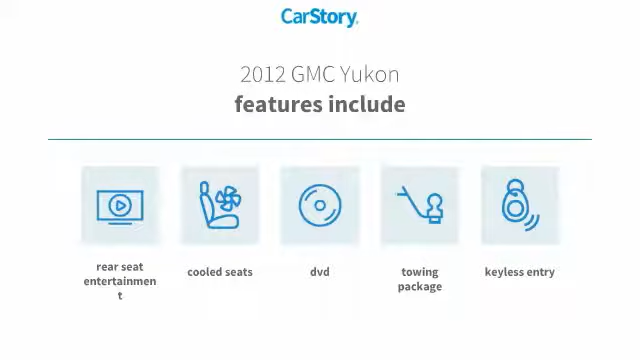 CarStory.
2012 GMC Yukon
features include
rear seat
entertainmen
t
cooled seats
dvd
towing
package
keyless entry